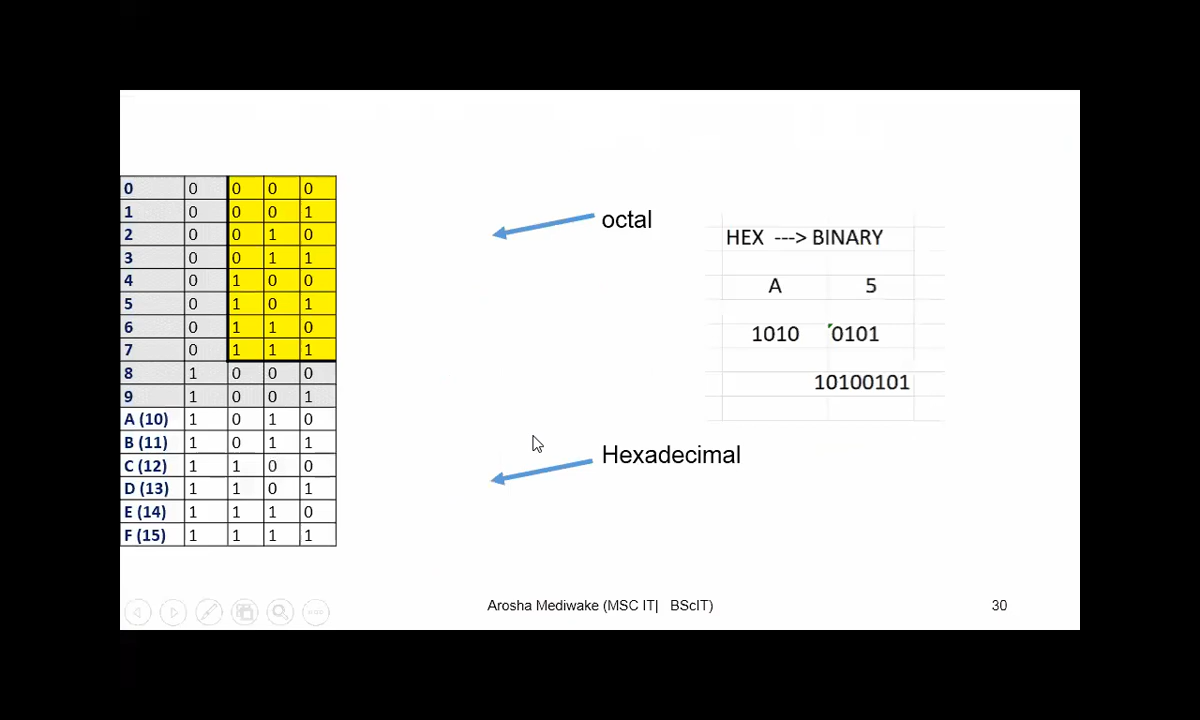 0 0 0 0 0
1 0 0 0 1
2 0 0 1 0
3 0 0 1 1
4 0 1 0 0
5 0 1 0 1
6 0 1 1 0
7 0 1 1 1
8 1 0 0 0
9 1 0 0 1
A (10) 1 0 1 0
B (11) 1 0 1 1
C (12) 1 1 0 0
D (13) 1 1 0 1
E (14) 1 1 1 0
F (15) 1 1 1 1
octal
Hexadecimal
HEX ---> BINARY
A 5
1010 0101
10100101
Arosha Mediwake (MSC IT| BScIT)
30